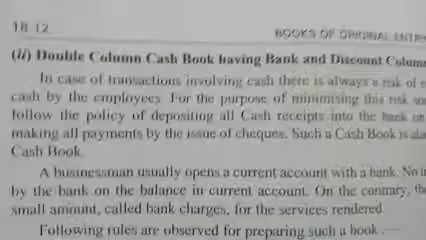 18.12
BOOKS OF ORIGINAL ENTR
(ii) Double Column Cash Book having Bank and Discount Colum
In case of transactions involving cash there is always a risk of
cash by the employees. For the purpose of minimising this risk
follow the policy of depositing all Cash receipts into the bank
making all payments by the issue of cheques. Such a Cash Book is
Cash Book.
A businessman usually opens a current account with a bank. No
by the bank on the balance in current account. On the contrary, the
small amount, called bank charges, for the services rendered.
Following rules are observed for preparing such a book